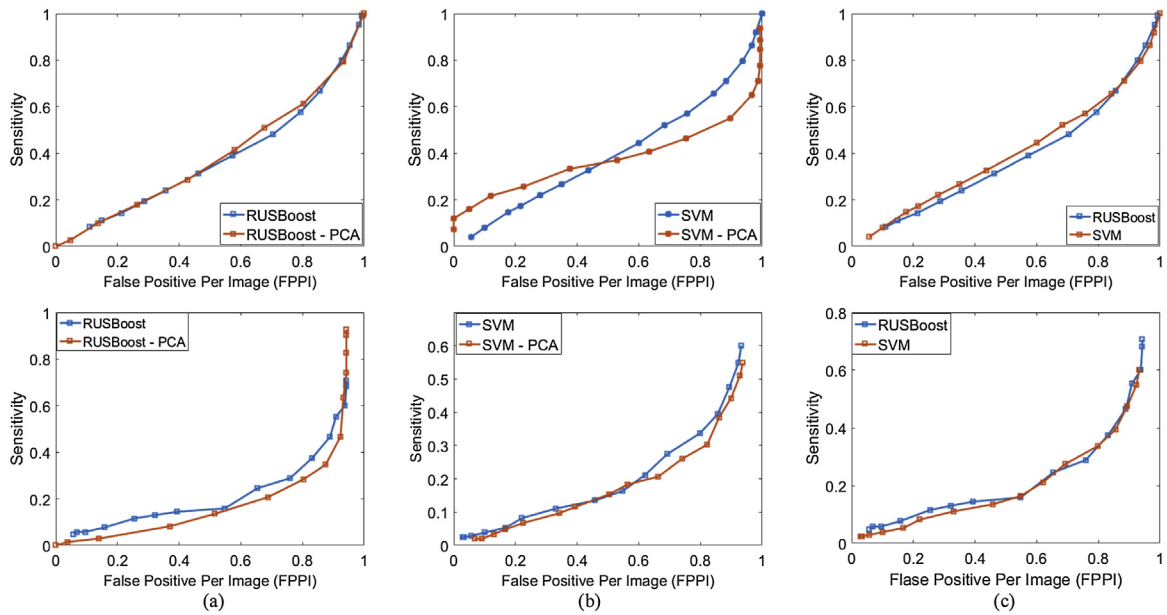 Sensitivity
1
0.8
0.6
0.4
0.2
0
RUSBoost
RUSBoost - PCA
0 0.2 0.4 0.6 0.8 1
False Positive Per Image (FPPI)
Sensitivity
1
0.8
0.6
0.4
0.2
0
SVM
SVM - PCA
0 0.2 0.4 0.6 0.8 1
False Positive Per Image (FPPI)
Sensitivity
1
0.8
0.6
0.4
0.2
0
RUSBoost
SVM
0 0.2 0.4 0.6 0.8 1
False Positive Per Image (FPPI)
Sensitivity
1
0.8
0.6
0.4
0.2
0
RUSBoost
RUSBoost - PCA
0 0.2 0.4 0.6 0.8 1
False Positive Per Image (FPPI)
(a)
Sensitivity
0.6
0.5
0.4
0.3
0.2
0.1
0
SVM
SVM - PCA
0 0.2 0.4 0.6 0.8 1
False Positive Per Image (FPPI)
(b)
Sensitivity
0.8
0.6
0.4
0.2
0
RUSBoost
SVM
0 0.2 0.4 0.6 0.8 1
Flase Positive Per Image (FPPI)
(c)